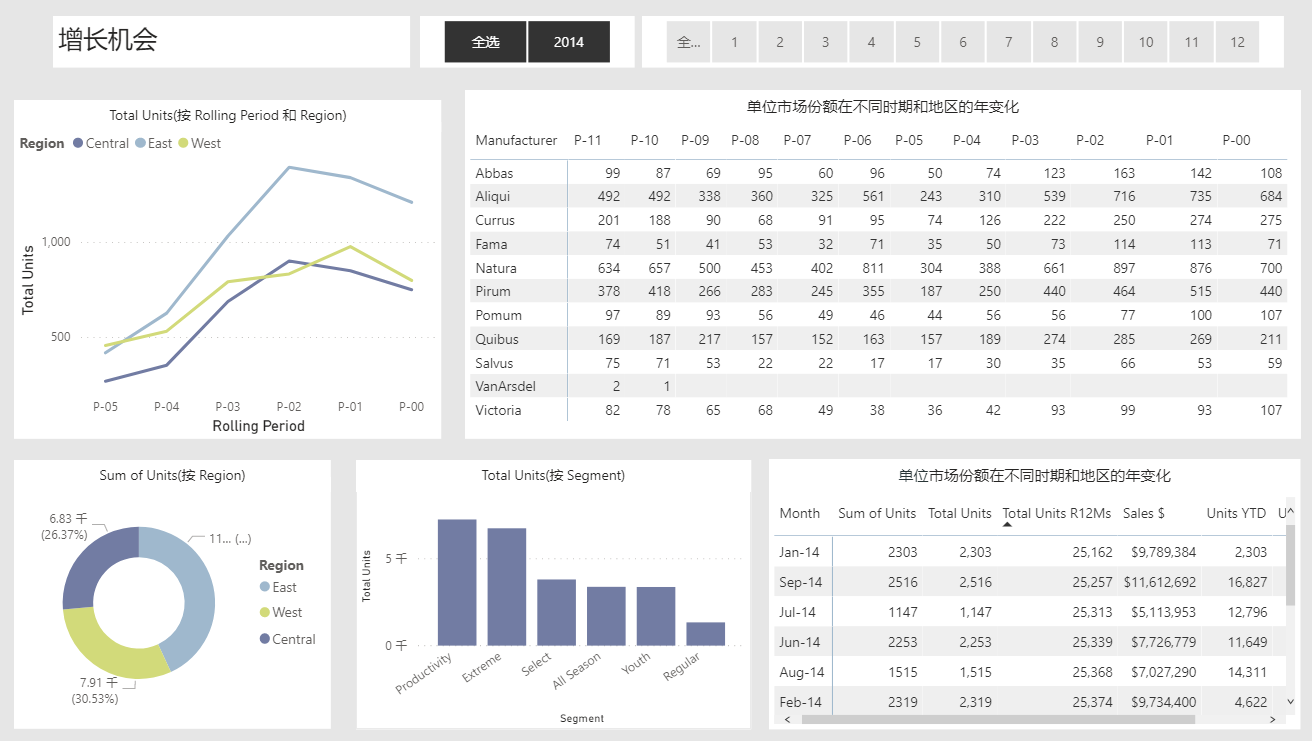 增长机会
全选 2014
全... 1 2 3 4 5 6 7 8 9 10 11 12
Total Units(按 Rolling Period 和 Region)
Region Central East West
Total Units
1,000
500
P-05 P-04 P-03 P-02 P-01 P-00
Rolling Period
单位市场份额在不同时期和地区的年变化
Manufacturer P-11 P-10 P-09 P-08 P-07 P-06 P-05 P-04 P-03 P-02 P-01 P-00
Abbas 99 87 69 95 60 96 50 74 123 163 142 108
Aliqui 492 492 338 360 325 561 243 310 539 716 735 684
Currus 201 188 90 68 91 95 74 126 222 250 274 275
Fama 74 51 41 53 32 71 35 50 73 114 113 71
Natura 634 657 500 453 402 811 304 388 661 897 876 700
Pirum 378 418 266 283 245 355 187 250 440 464 515 440
Pomum 97 89 93 56 49 46 44 56 56 77 100 107
Quibus 169 187 217 157 152 163 157 189 274 285 269 211
Salvus 75 71 53 22 22 17 17 30 35 66 53 59
VanArsdel 2 1
Victoria 82 78 65 68 49 38 36 42 93 99 93 107
Sum of Units(按 Region)
6.83 千
(26.37%)
11... (...)
7.91 千
(30.53%)
Region
East
West
Central
Total Units(按 Segment)
Total Units
5 千
0 千
Productivity Extreme Select All Season Youth Regular
Segment
单位市场份额在不同时期和地区的年变化
Month Sum of Units Total Units Total Units R12Ms Sales $ Units YTD U
Jan-14 2303 2,303 25,162 $9,789,384 2,303
Sep-14 2516 2,516 25,257 $11,612,692 16,827
Jul-14 1147 1,147 25,313 $5,113,953 12,796
Jun-14 2253 2,253 25,339 $7,726,779 11,649
Aug-14 1515 1,515 25,368 $7,027,290 14,311
Feb-14 2319 2,319 25,374 $9,734,400 4,622